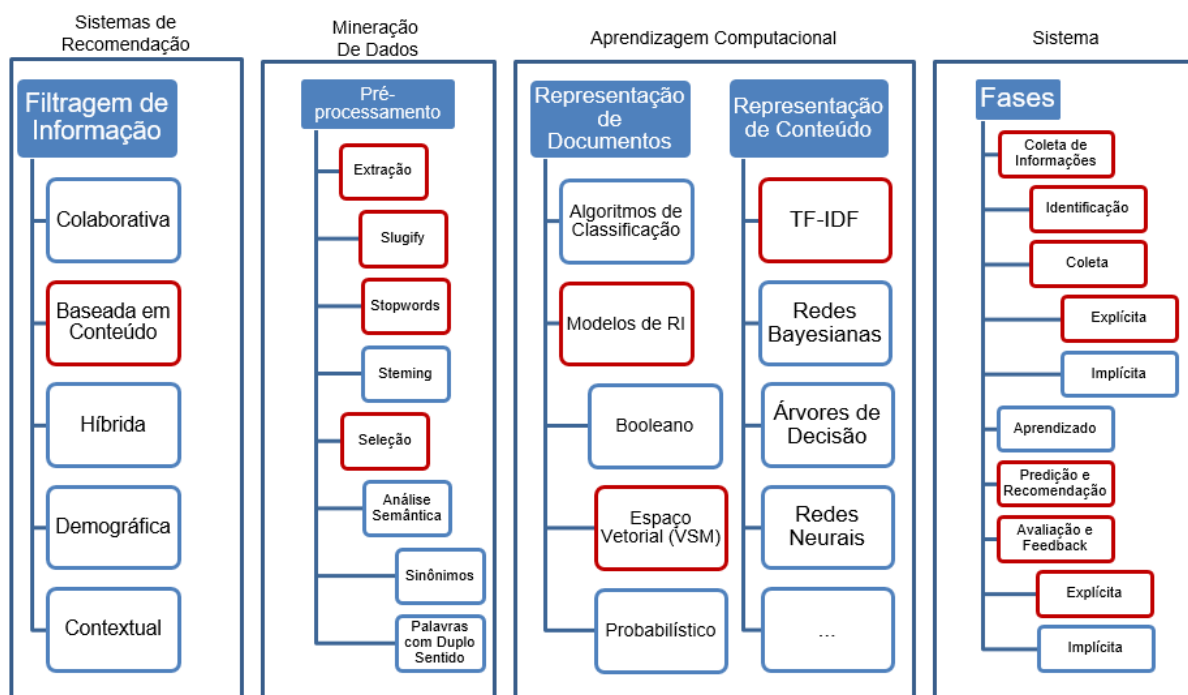 Sistemas de
Recomendação
Filtragem de
Informação
Colaborativa
Baseada em
Conteúdo
Híbrida
Demográfica
Contextual
Mineração
De Dados
Pré-
processamento
Extração
Slugify
Stopwords
Steming
Seleção
Análise
Semântica
Sinônimos
Palavras
com Duplo
Sentido
Aprendizagem Computacional
Representação
de
Documentos
Algoritmos de
Classificação
Modelos de RI
Booleano
Espaço
Vetorial (VSM)
Probabilístico
Representação
de Conteúdo
TF-IDF
Redes
Bayesianas
Árvores de
Decisão
Redes
Neurais
...
Sistema
Fases
Coleta de
Informações
Identificação
Coleta
Explícita
Implícita
Aprendizado
Predição e
Recomendação
Avaliação e
Feedback
Explícita
Implícita